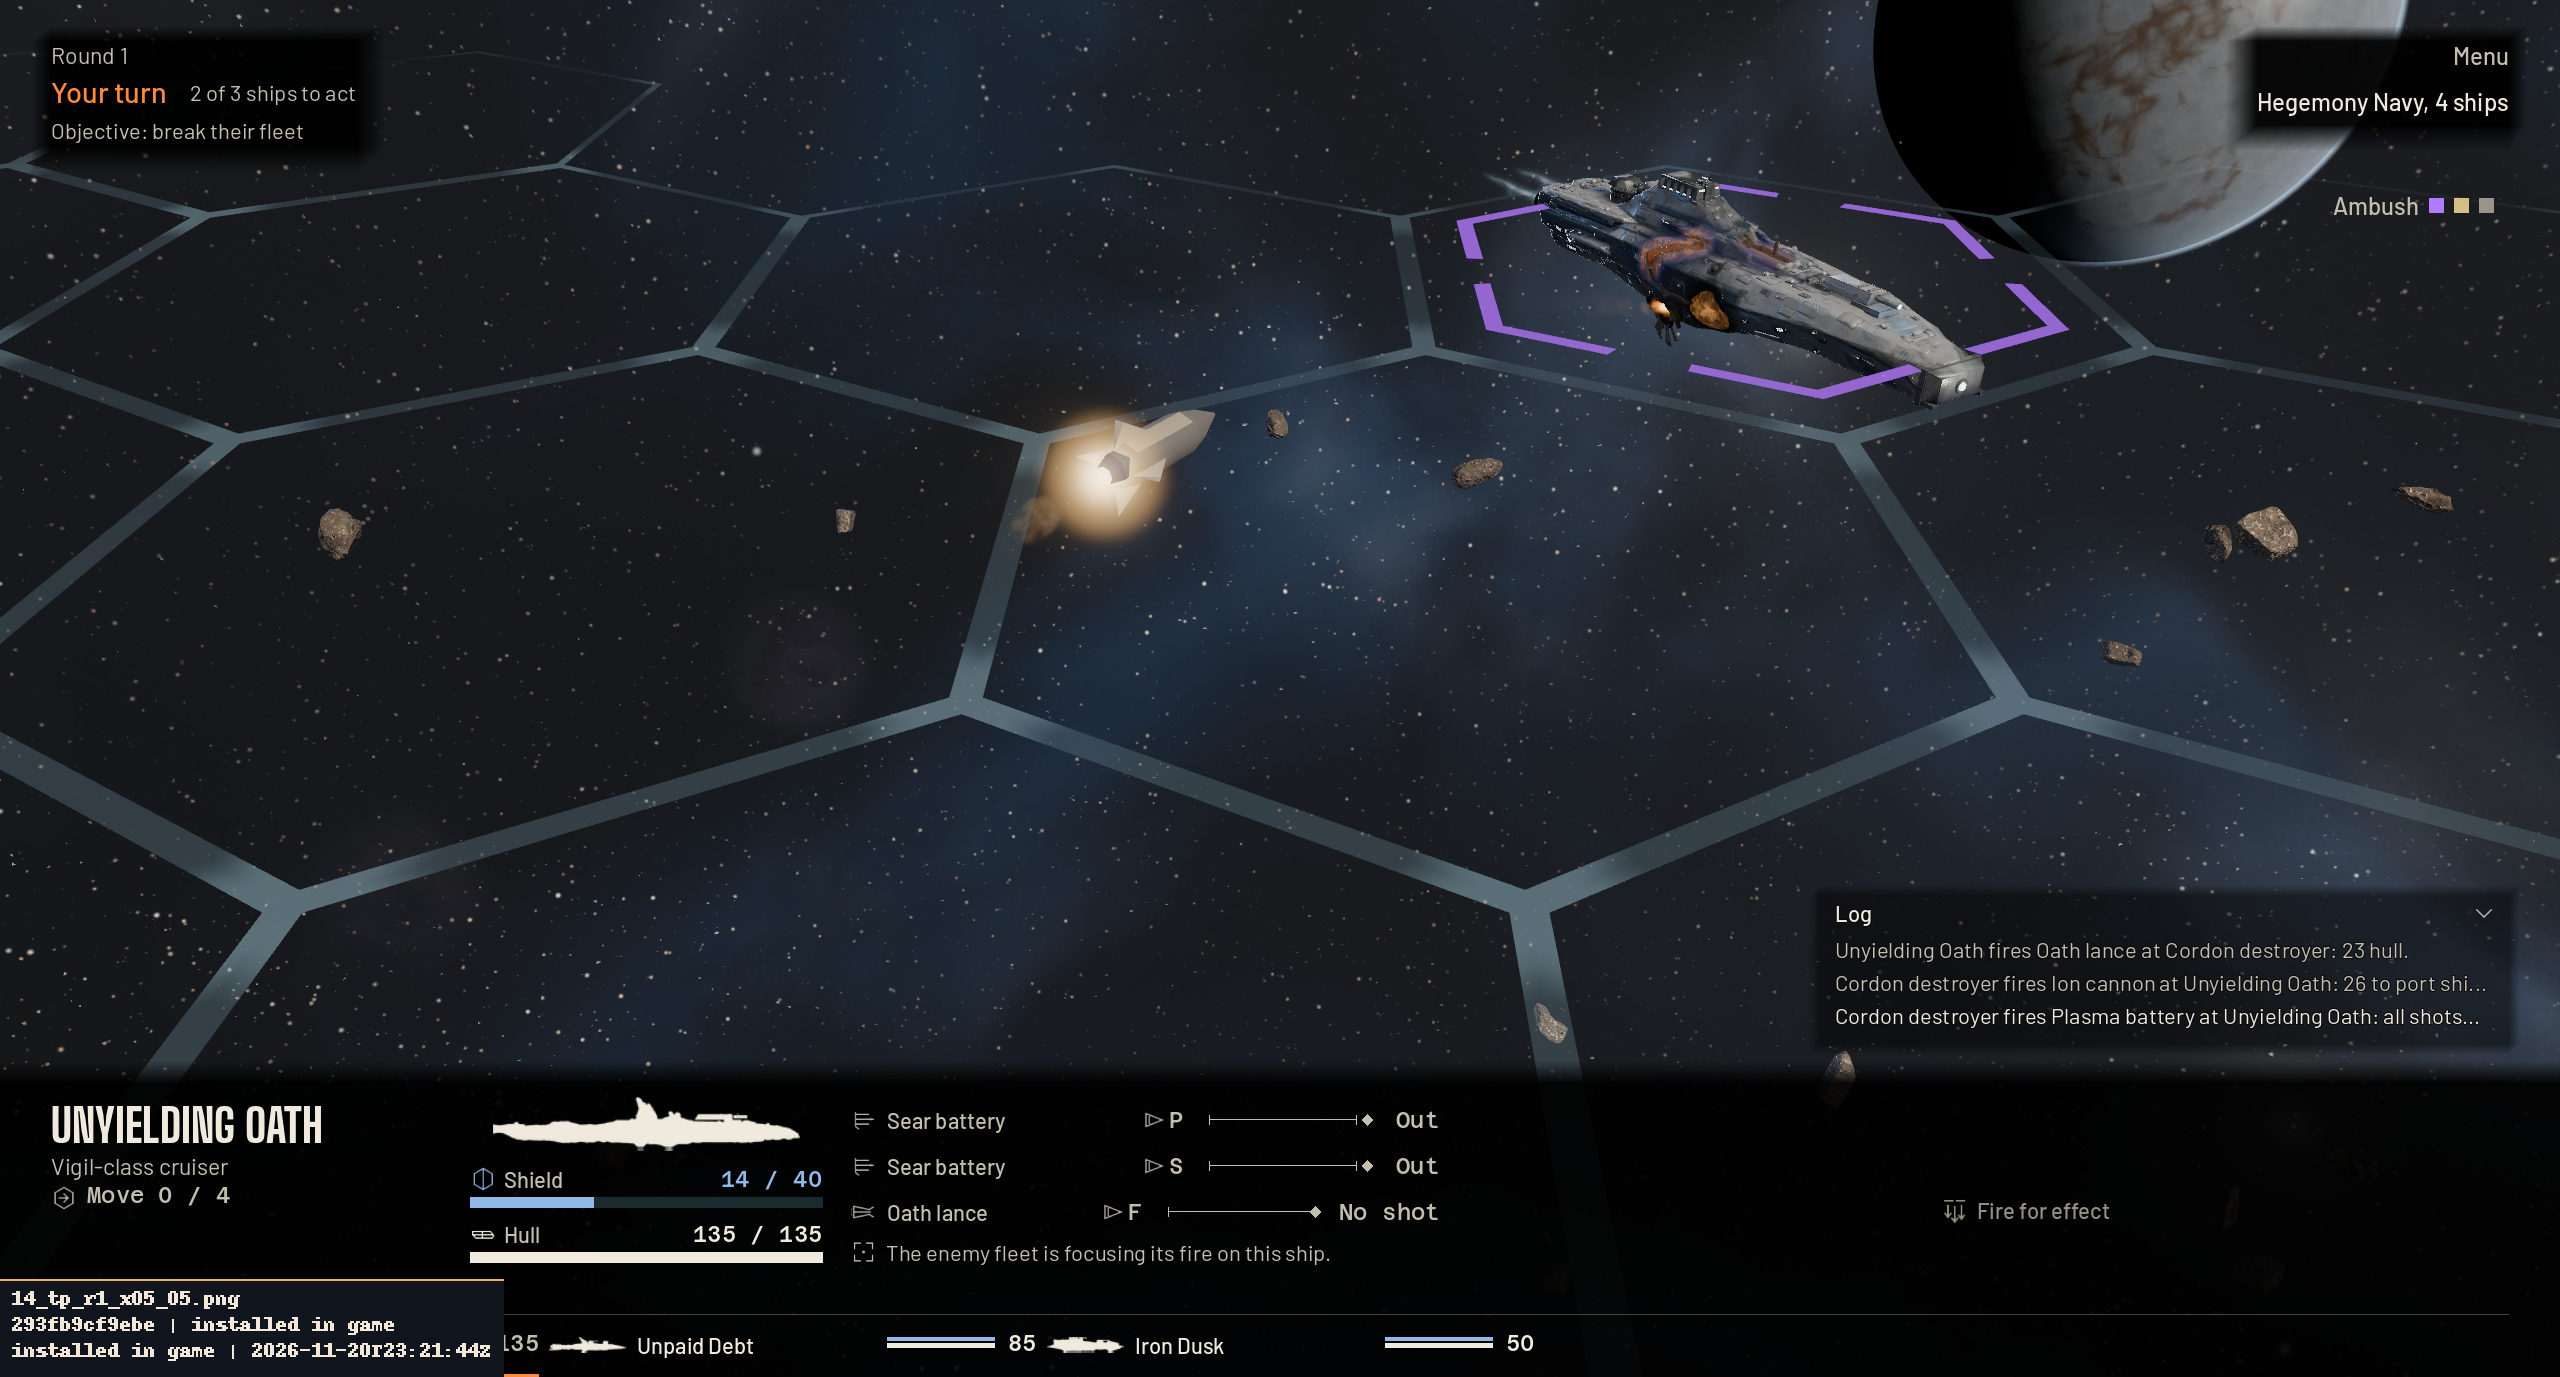 Round 1
Your turn 2 of 3 ships to act
Objective: break their fleet
Menu
Hegemony Navy, 4 ships
Ambush
Log
Unyielding Oath fires Oath lance at Cordon destroyer: 23 hull.
Cordon destroyer fires Ion cannon at Unyielding Oath: 26 to port shi...
Cordon destroyer fires Plasma battery at Unyielding Oath: all shots...
UNYIELDING OATH
Vigil-class cruiser
Move 0 / 4
Shield 14 / 40
Hull 135 / 135
Sear battery P Out
Sear battery S Out
Oath lance F No shot
The enemy fleet is focusing its fire on this ship.
Fire for effect
14_tp_r1_x05_05.png
293fb9cf9ebe | installed in game
installed in game | 2026-11-20T23:21:44Z
135 Unpaid Debt 85 Iron Dusk 50